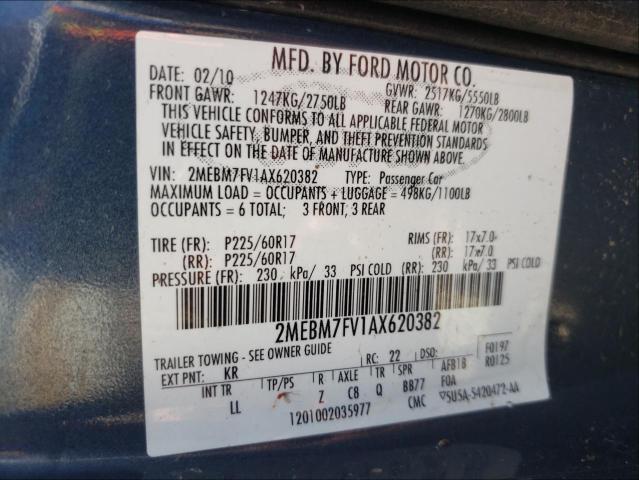 MFD. BY FORD MOTOR CO.
DATE: 02/10 GVWR: 2517KG/5550LB
FRONT GAWR: 1247KG/2750LB REAR GAWR: 1270KG/2800LB
THIS VEHICLE CONFORMS TO ALL APPLICABLE FEDERAL MOTOR
VEHICLE SAFETY, BUMPER, AND THEFT PREVENTION STANDARDS
IN EFFECT ON THE DATE OF MANUFACTURE SHOWN ABOVE.
VIN: 2MEBM7FV1AX620382 TYPE: Passenger Car
MAXIMUM LOAD = OCCUPANTS + LUGGAGE = 498KG/1100LB
OCCUPANTS = 6 TOTAL; 3 FRONT, 3 REAR
TIRE (FR): P225/60R17 RIMS (FR): 17x7.0
(RR): P225/60R17 (RR): 17x7.0
PRESSURE (FR): 230 kPa/ 33 PSI COLD (RR): 230 kPa/ 33 PSI COLD
2MEBM7FV1AX620382
TRAILER TOWING - SEE OWNER GUIDE
EXT PNT: KR RC: 22 DSO: F0197
AFB18 R0125
INT TR TP/PS R AXLE TR SPR BB77 FOA
LL Z C8 Q CMC
1201002035977